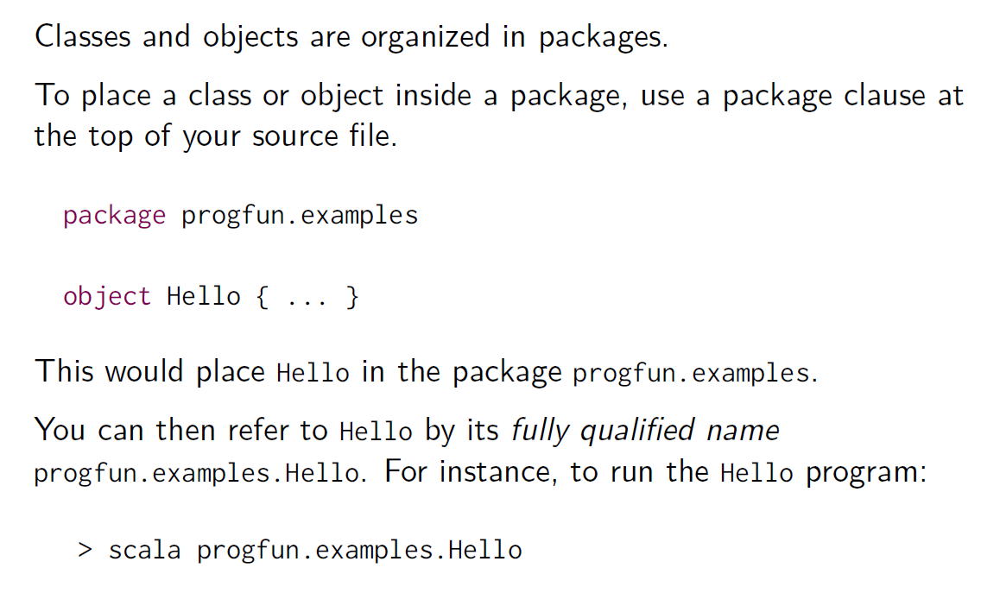 Classes and objects are organized in packages.
To place a class or object inside a package, use a package clause at
the top of your source file.
package progfun.examples
object Hello { ... }
This would place Hello in the package progfun.examples.
You can then refer to Hello by its fully qualified name
progfun.examples.Hello. For instance, to run the Hello program:
> scala progfun.examples.Hello